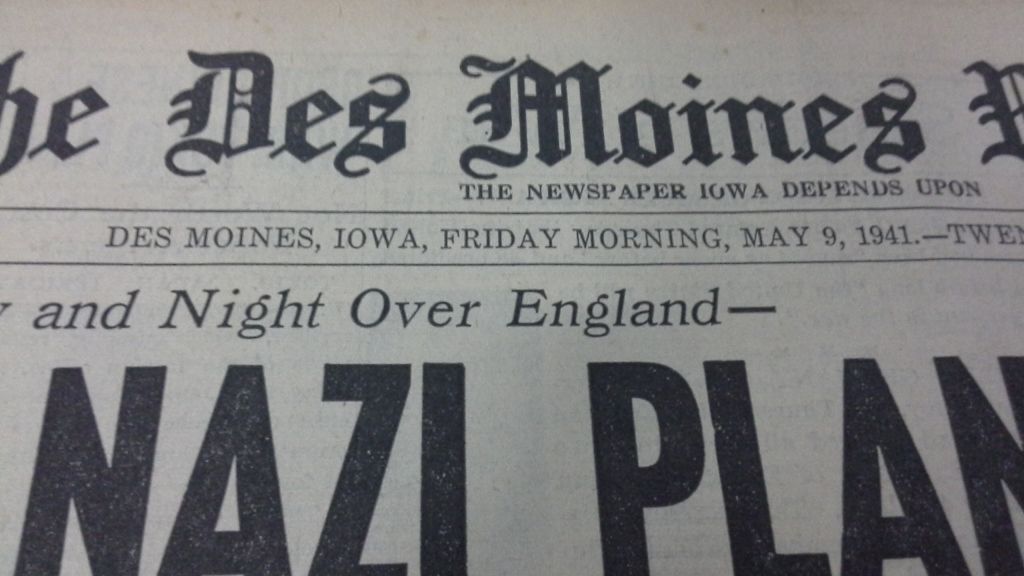 he Des Moines
THE NEWSPAPER IOWA DEPENDS UPON
DES MOINES, IOWA, FRIDAY MORNING, MAY 9, 1941.—TWEN
and Night Over England—
NAZI PLAN